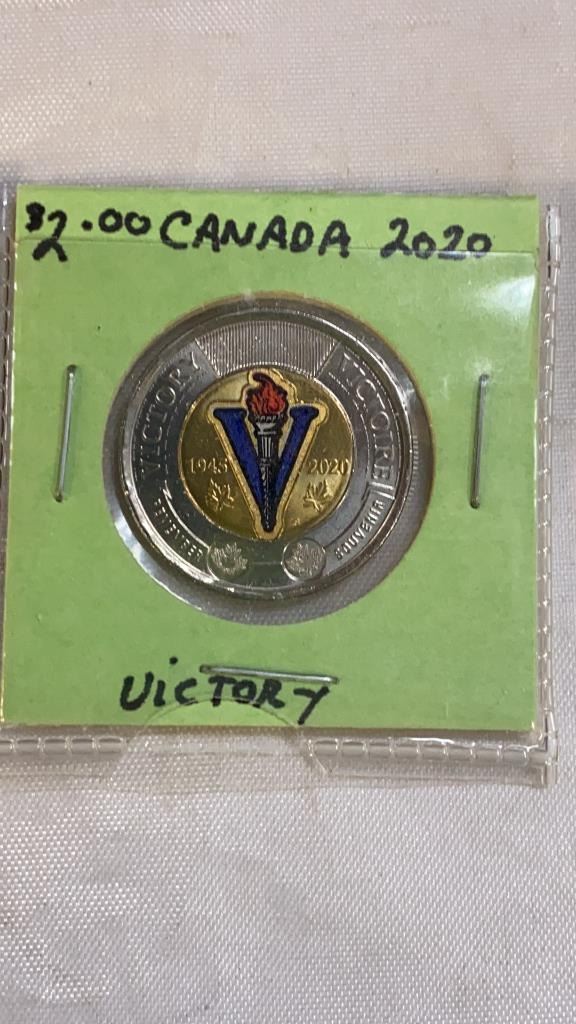 $2.00 CANADA 2020
VICTORY VICTOIRE
1945 2020
REMEMBER SOUVENIR
VICTORY